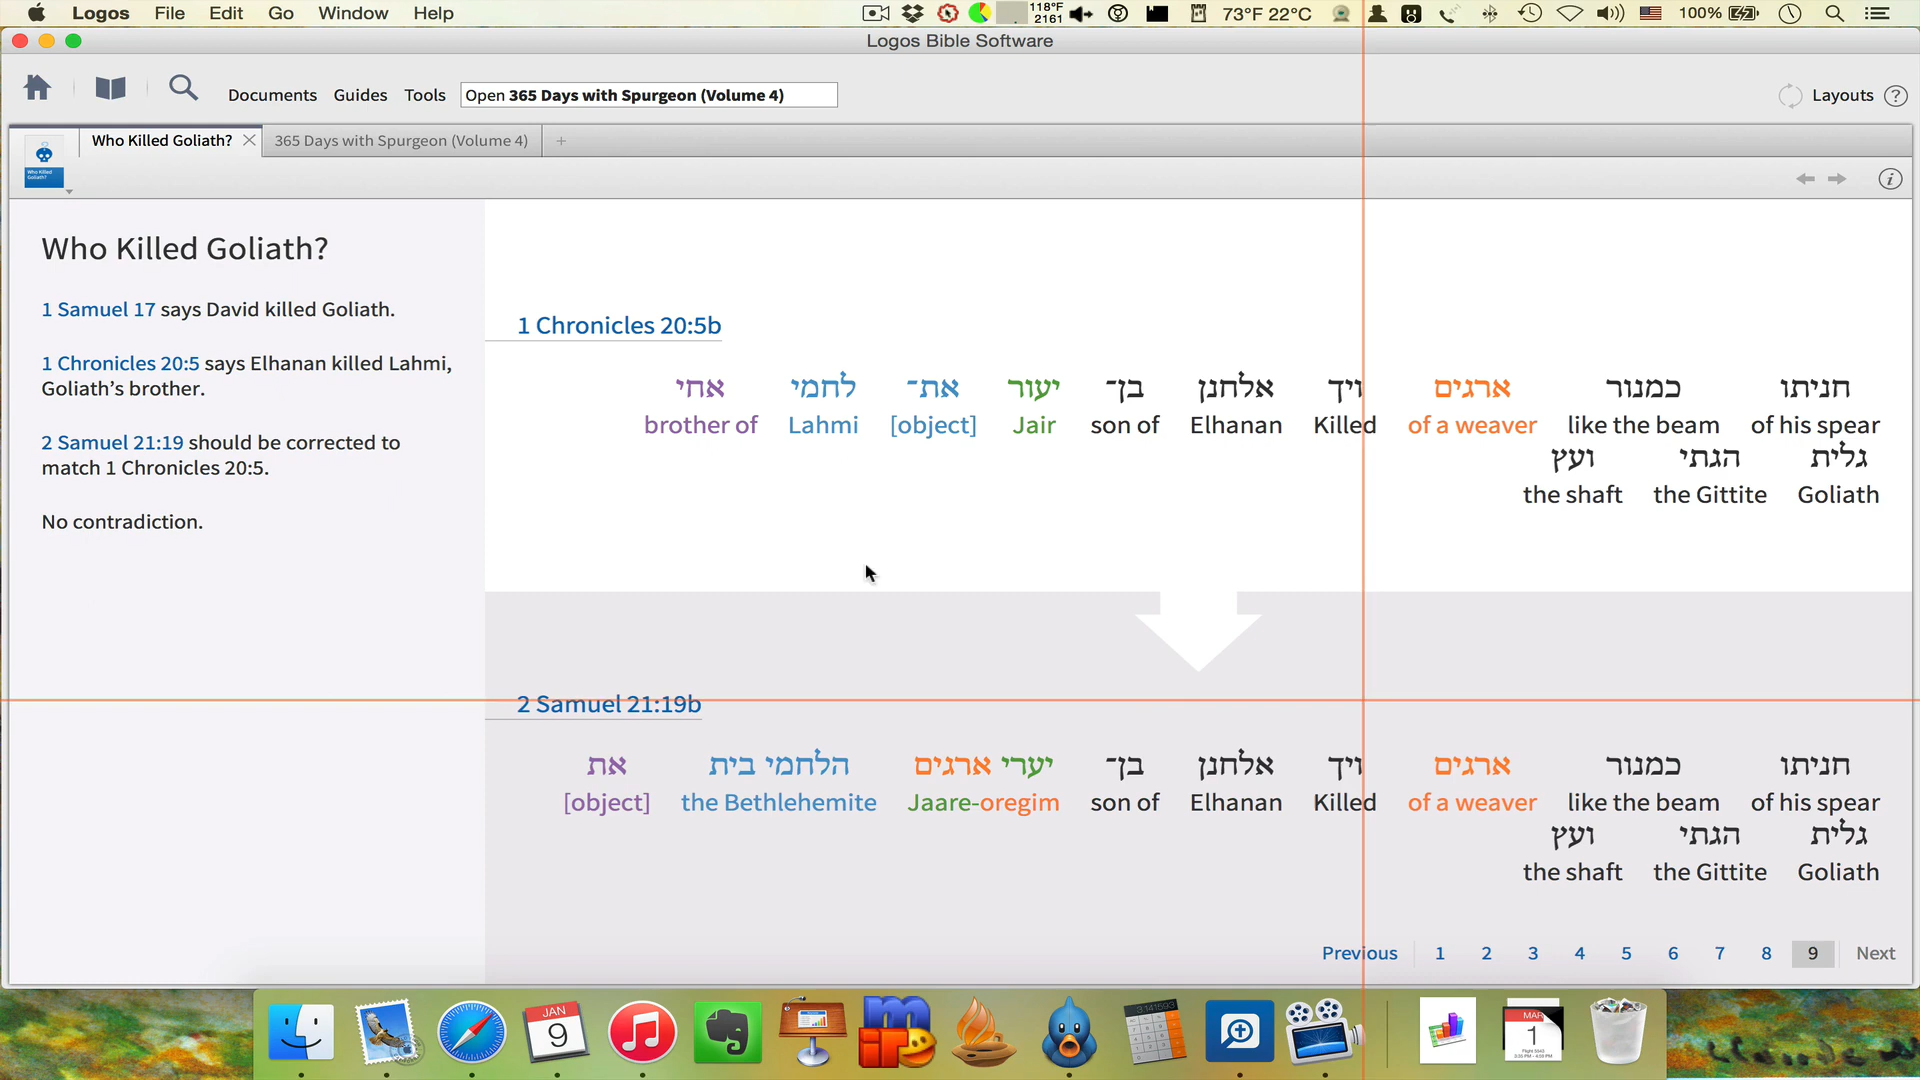 Logos File Edit Go Window Help
118°F
2161
73°F 22°C
100%
Logos Bible Software
Documents Guides Tools Open 365 Days with Spurgeon (Volume 4)
Layouts ?
Who Killed Goliath?
Who Killed Goliath? 365 Days with Spurgeon (Volume 4) +
Who Killed Goliath?
1 Samuel 17 says David killed Goliath.
1 Chronicles 20:5 says Elhanan killed Lahmi,
Goliath's brother.
2 Samuel 21:19 should be corrected to
match 1 Chronicles 20:5.
No contradiction.
1 Chronicles 20:5b
חניתו כמנור ארגים ויך אלחנן בן־ יעור את־ לחמי אחי
brother of Lahmi [object] Jair son of Elhanan Killed of a weaver like the beam of his spear
גלית הגתי ועץ
the shaft the Gittite Goliath
2 Samuel 21:19b
חניתו כמנור ארגים ויך אלחנן בן־ יערי ארגים הלחמי בית את
[object] the Bethlehemite Jaare-oregim son of Elhanan Killed of a weaver like the beam of his spear
גלית הגתי ועץ
the shaft the Gittite Goliath
Previous 1 2 3 4 5 6 7 8 9 Next
JAN
9
3.141593
MAR
1